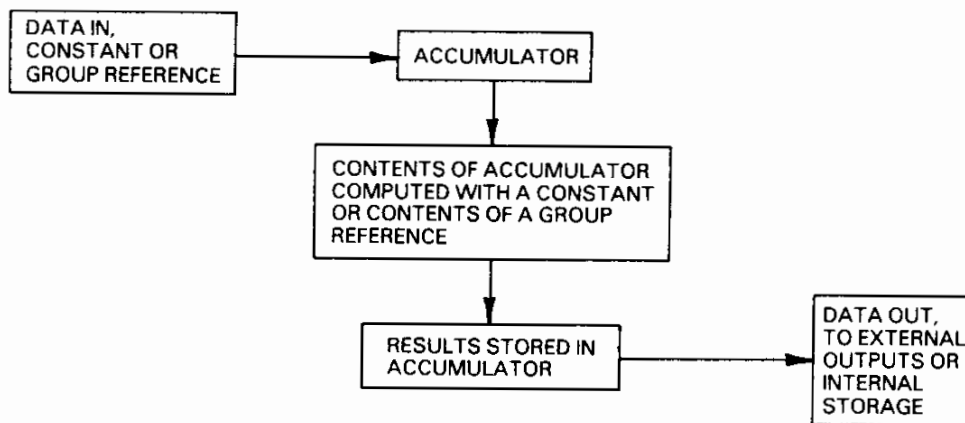 DATA IN,
CONSTANT OR
GROUP REFERENCE
ACCUMULATOR
CONTENTS OF ACCUMULATOR
COMPUTED WITH A CONSTANT
OR CONTENTS OF A GROUP
REFERENCE
RESULTS STORED IN
ACCUMULATOR
DATA OUT,
TO EXTERNAL
OUTPUTS OR
INTERNAL
STORAGE